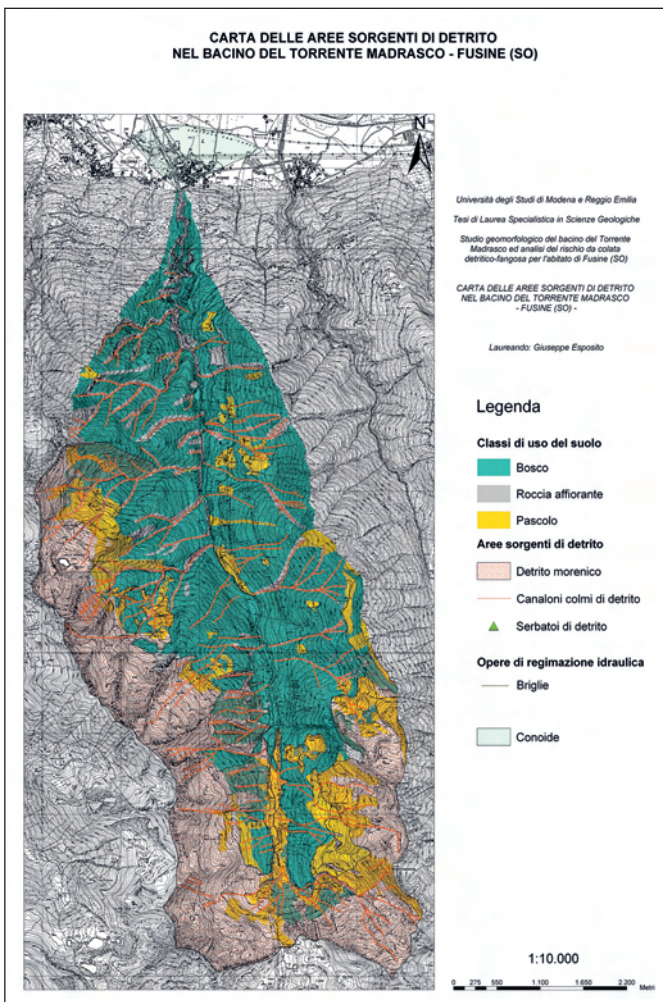 CARTA DELLE AREE SORGENTI DI DETRITO
NEL BACINO DEL TORRENTE MADRASCO - FUSINE (SO)
N
Università degli Studi di Modena e Reggio Emilia
Tesi di Laurea Specialistica in Scienze Geologiche
Studio geomorfologico del bacino del Torrente
Madrasco ed analisi del rischio da colata
detritico-fangosa per l'abitato di Fusine (SO)
CARTA DELLE AREE SORGENTI DI DETRITO
NEL BACINO DEL TORRENTE MADRASCO
- FUSINE (SO) -
Laureando: Giuseppe Esposito
Legenda
Classi di uso del suolo
Bosco
Roccia affiorante
Pascolo
Aree sorgenti di detrito
Detrito morenico
Canaloni colmi di detrito
Serbatoi di detrito
Opere di regimazione idraulica
Briglie
Conoide
1:10.000
0 275 550 1.100 1.650 2.200
Metri